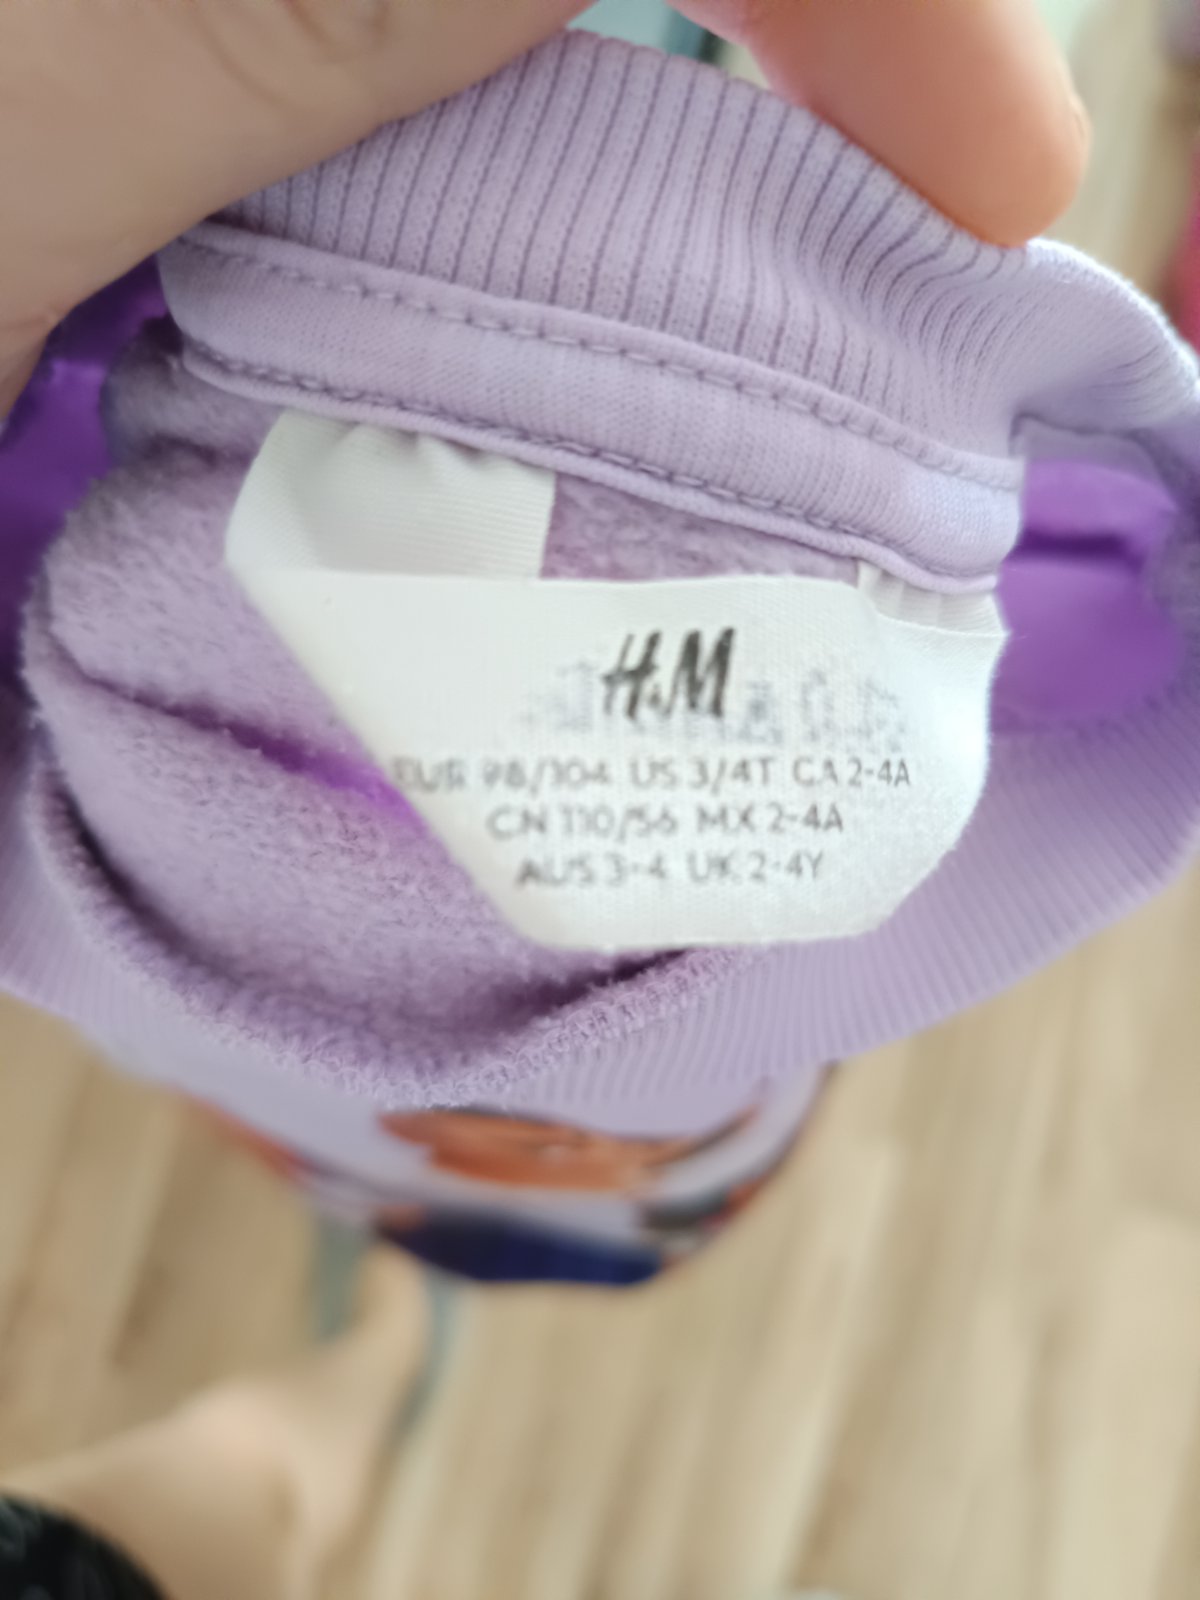 H&M
EUR 98/104 US 3/4T CA 2-4A
CN 110/56 MX 2-4A
AUS 3-4 UK 2-4Y